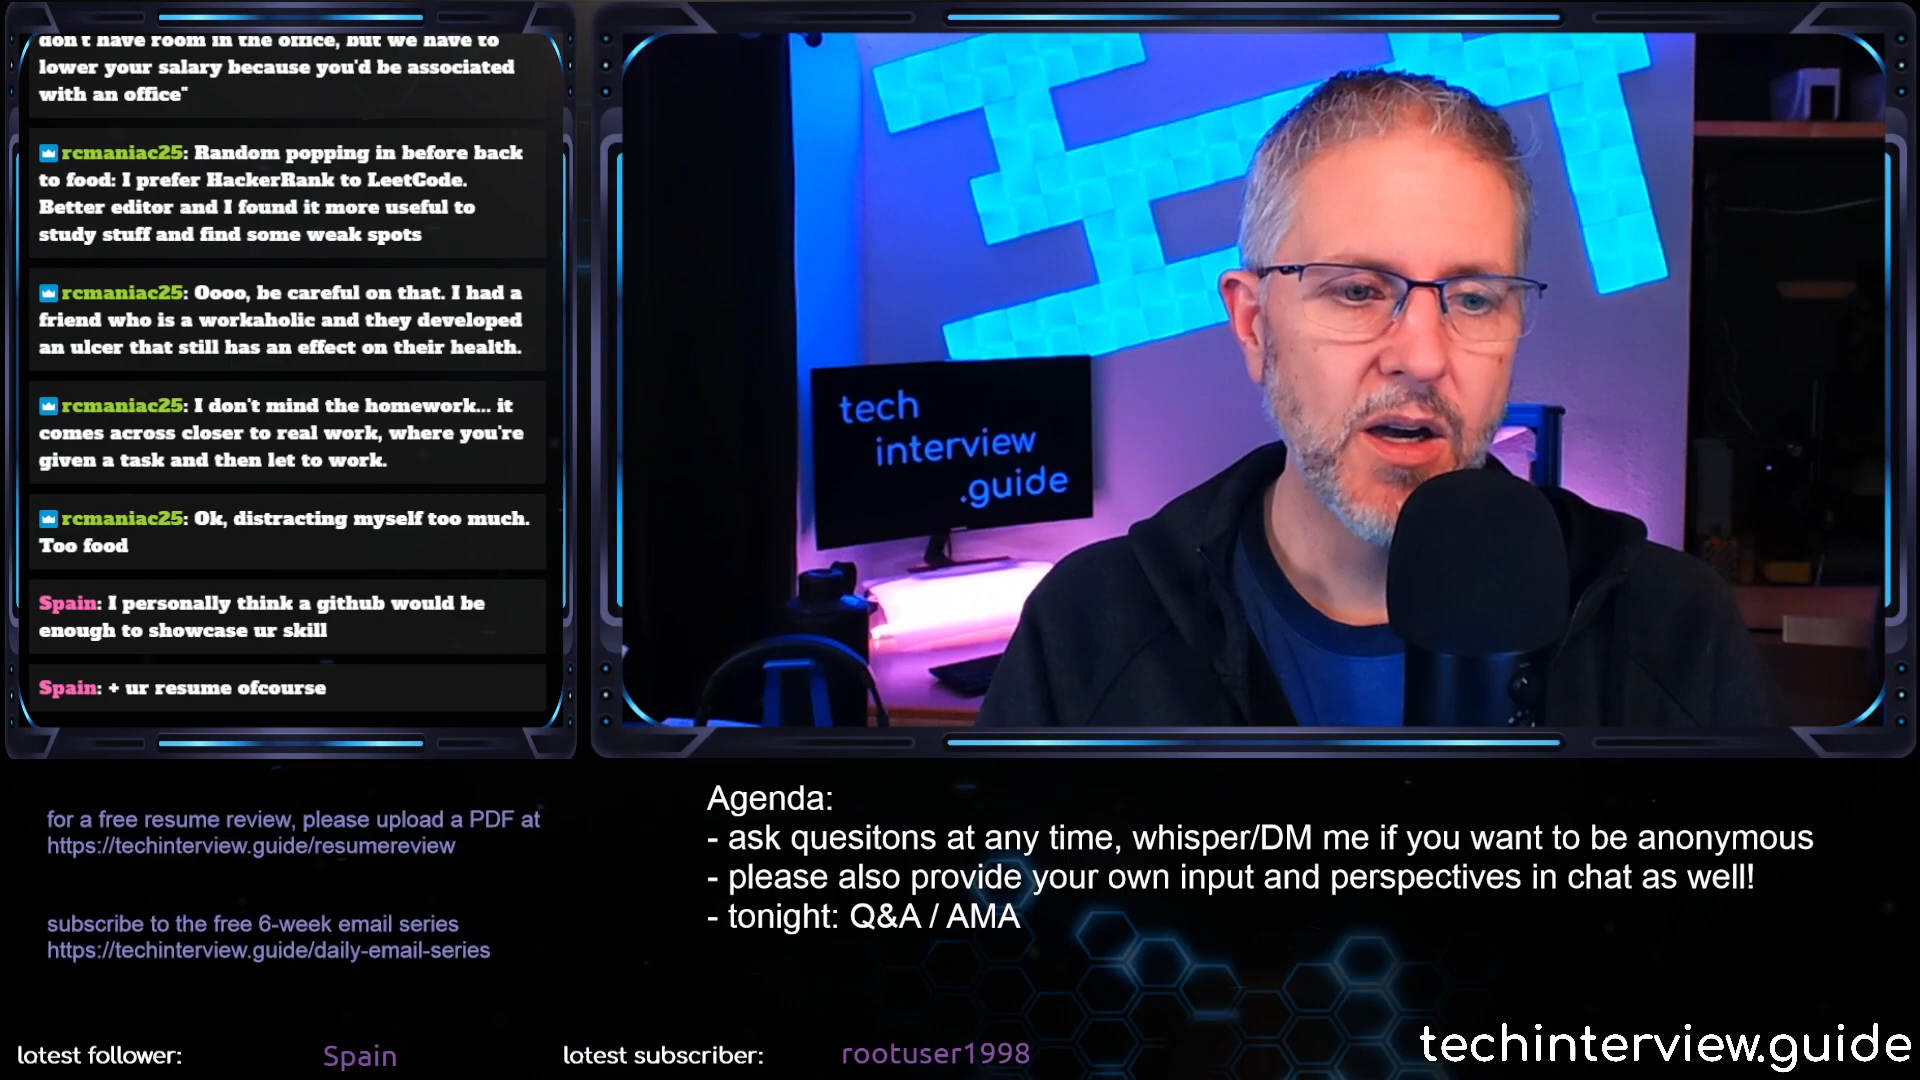 don't have room in the office, but we have to
lower your salary because you'd be associated
with an office"
rcmaniac25: Random popping in before back
to food: I prefer HackerRank to LeetCode.
Better editor and I found it more useful to
study stuff and find some weak spots
rcmaniac25: Oooo, be careful on that. I had a
friend who is a workaholic and they developed
an ulcer that still has an effect on their health.
rcmaniac25: I don't mind the homework... it
comes across closer to real work, where you're
given a task and then let to work.
rcmaniac25: Ok, distracting myself too much.
Too food
Spain: I personally think a github would be
enough to showcase ur skill
Spain: + ur resume ofcourse
tech
interview
.guide
for a free resume review, please upload a PDF at
https://techinterview.guide/resumereview
subscribe to the free 6-week email series
https://techinterview.guide/daily-email-series
Agenda:
- ask quesitons at any time, whisper/DM me if you want to be anonymous
- please also provide your own input and perspectives in chat as well!
- tonight: Q&A / AMA
latest follower: Spain
latest subscriber: rootuser1998
techinterview.guide